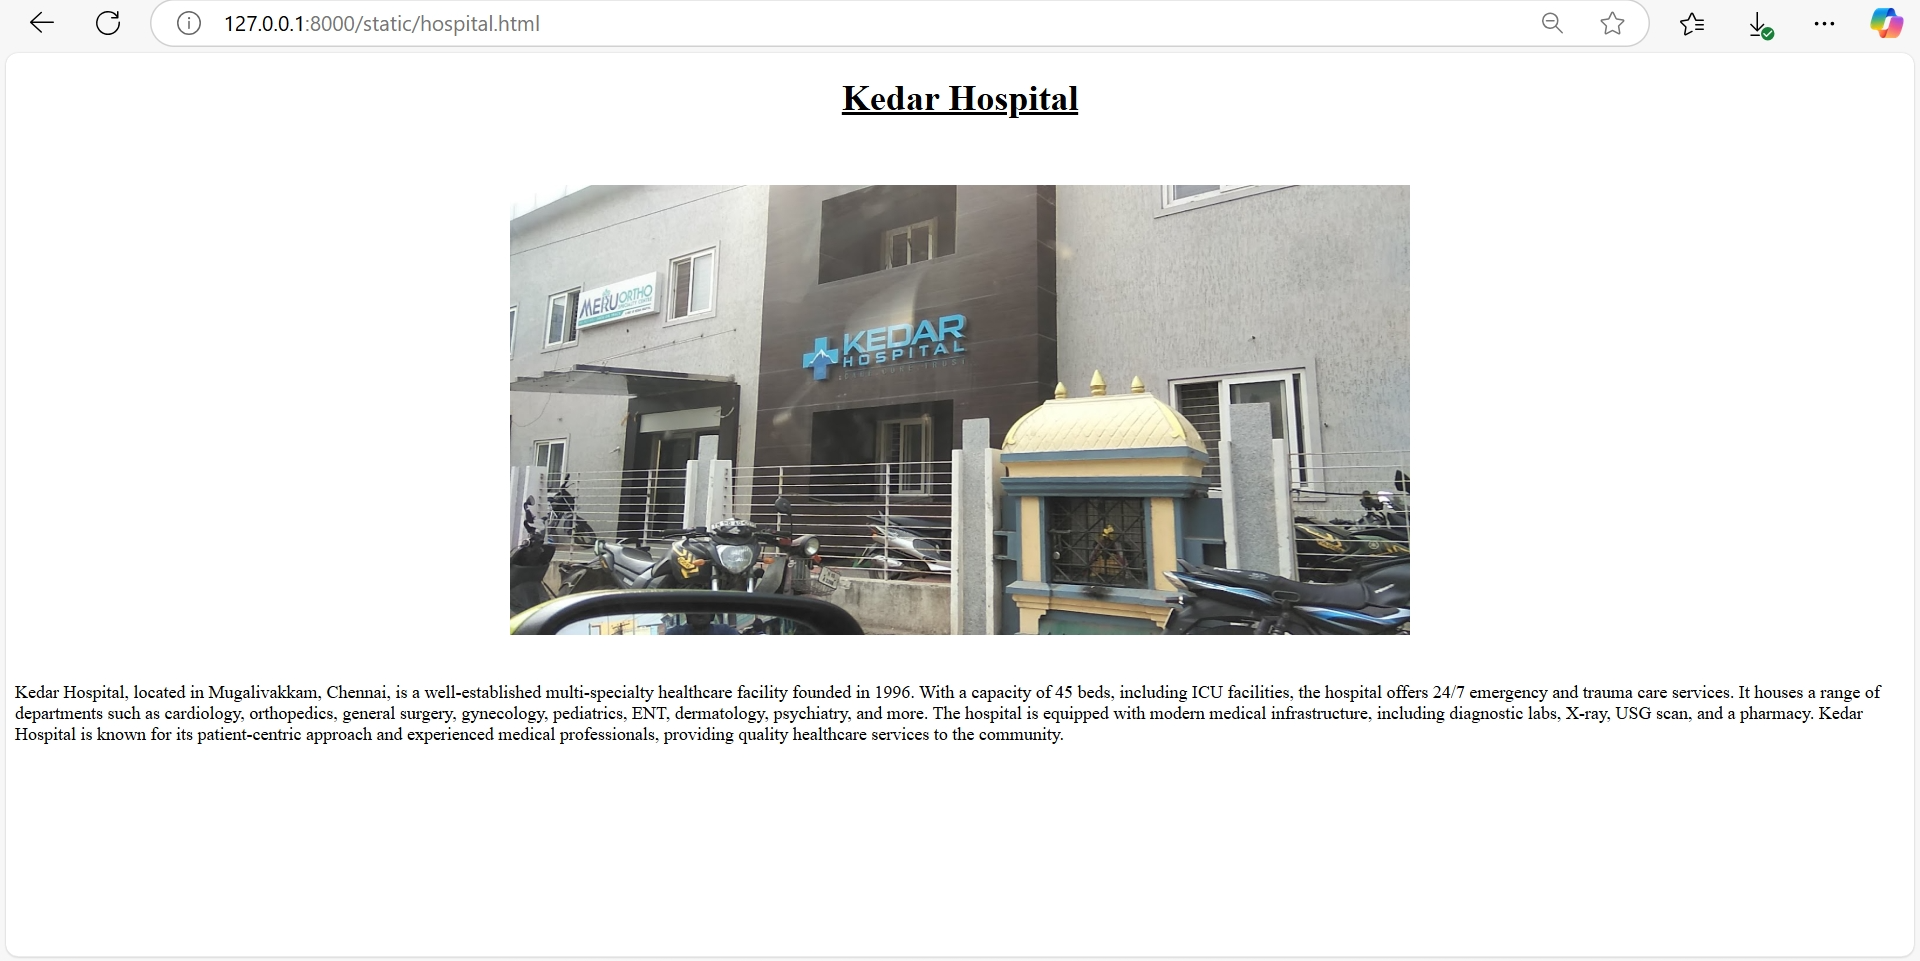 127.0.0.1:8000/static/hospital.html
Kedar Hospital
MERU ORTHO
KEDAR
HOSPITAL
Kedar Hospital, located in Mugalivakkam, Chennai, is a well-established multi-specialty healthcare facility founded in 1996. With a capacity of 45 beds, including ICU facilities, the hospital offers 24/7 emergency and trauma care services. It houses a range of
departments such as cardiology, orthopedics, general surgery, gynecology, pediatrics, ENT, dermatology, psychiatry, and more. The hospital is equipped with modern medical infrastructure, including diagnostic labs, X-ray, USG scan, and a pharmacy. Kedar
Hospital is known for its patient-centric approach and experienced medical professionals, providing quality healthcare services to the community.